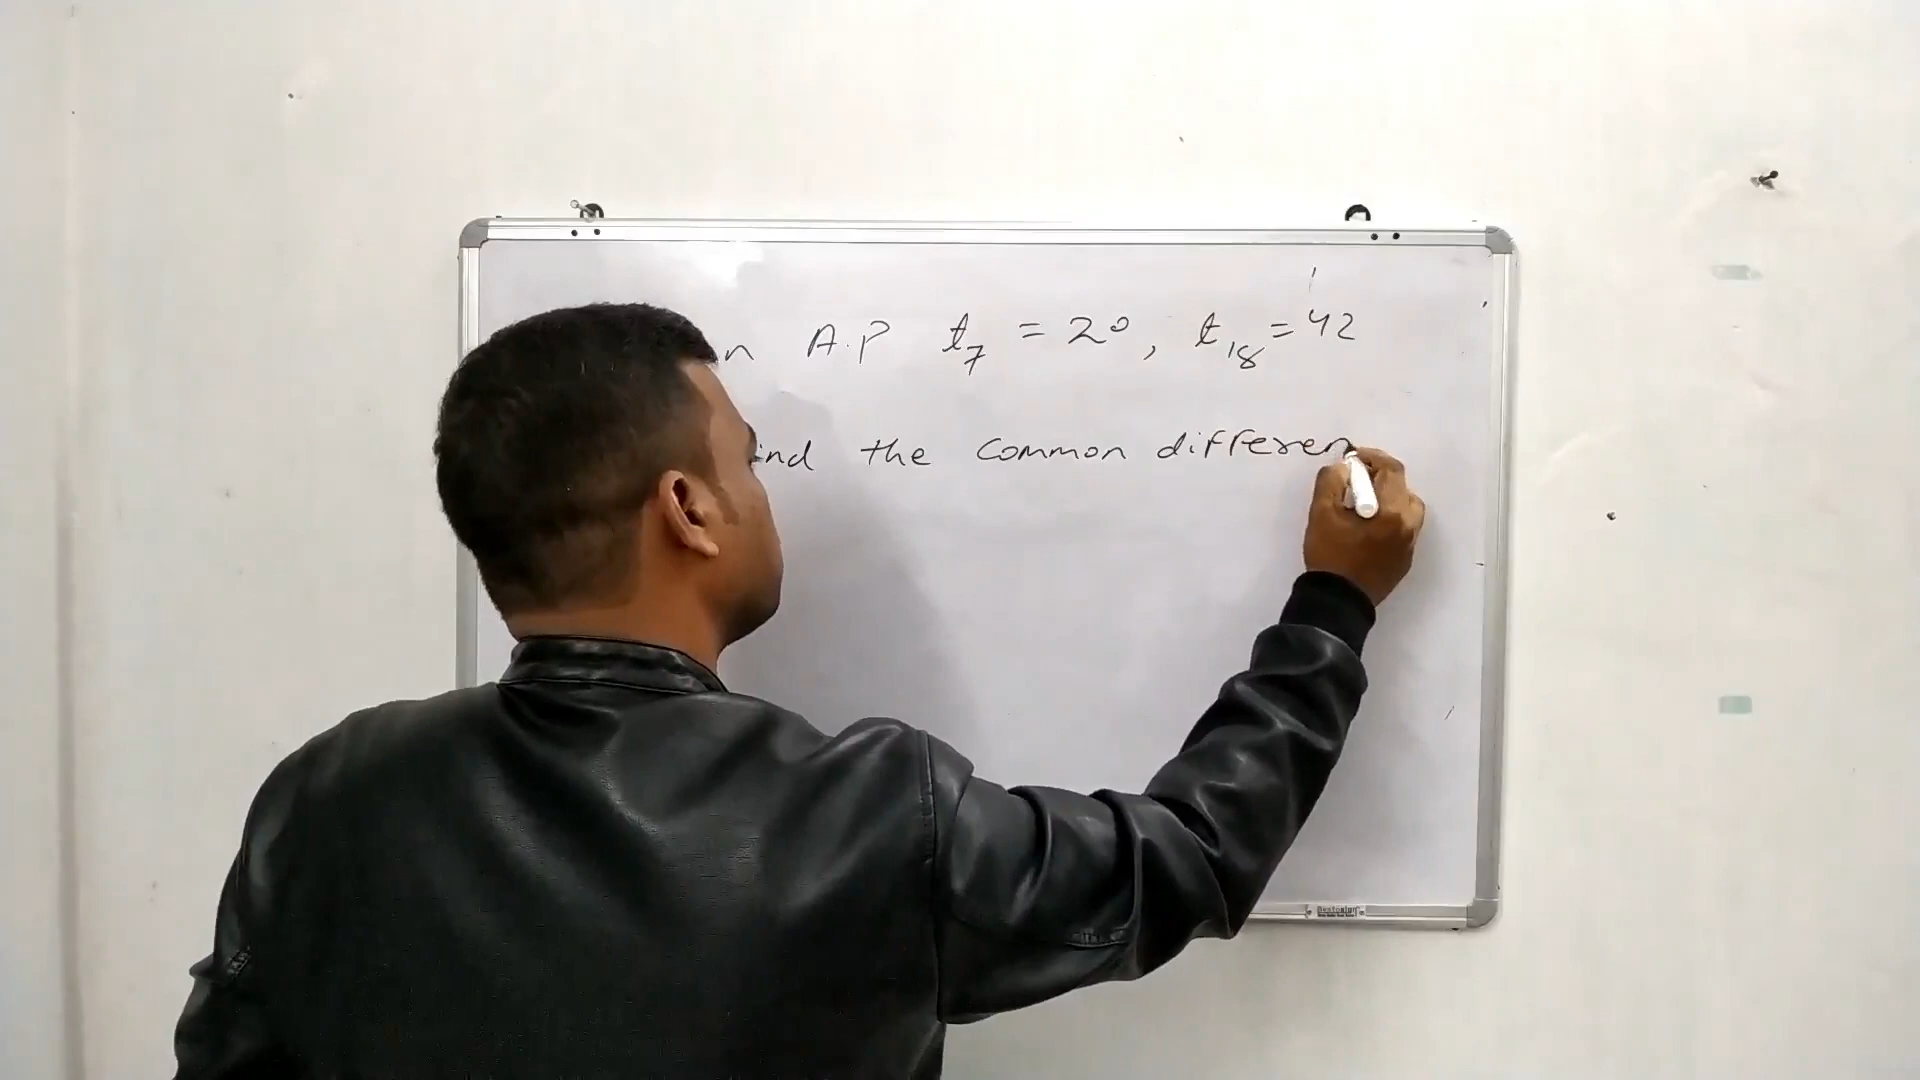 n A.P t₇ = 20, t₁₈ = 42
ind the common differen